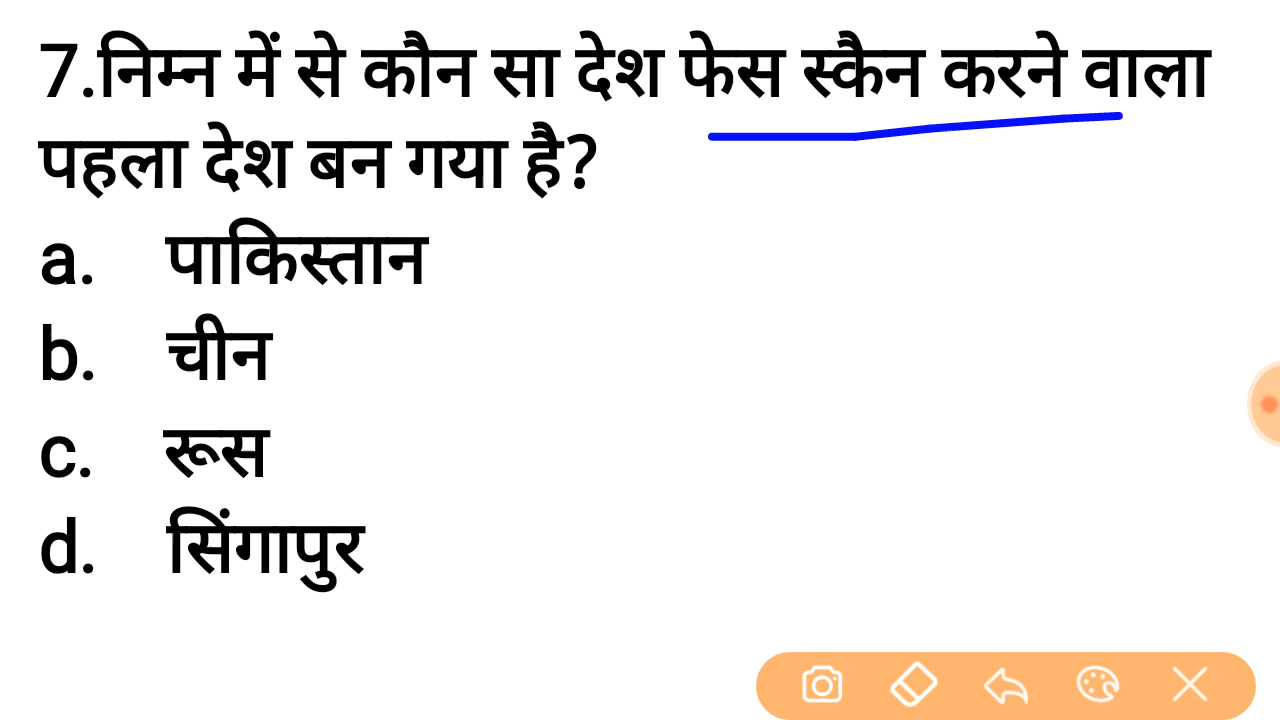 7.निम्न में से कौन सा देश फेस स्कैन करने वाला
पहला देश बन गया है?
a. पाकिस्तान
b. चीन
c. रूस
d. सिंगापुर